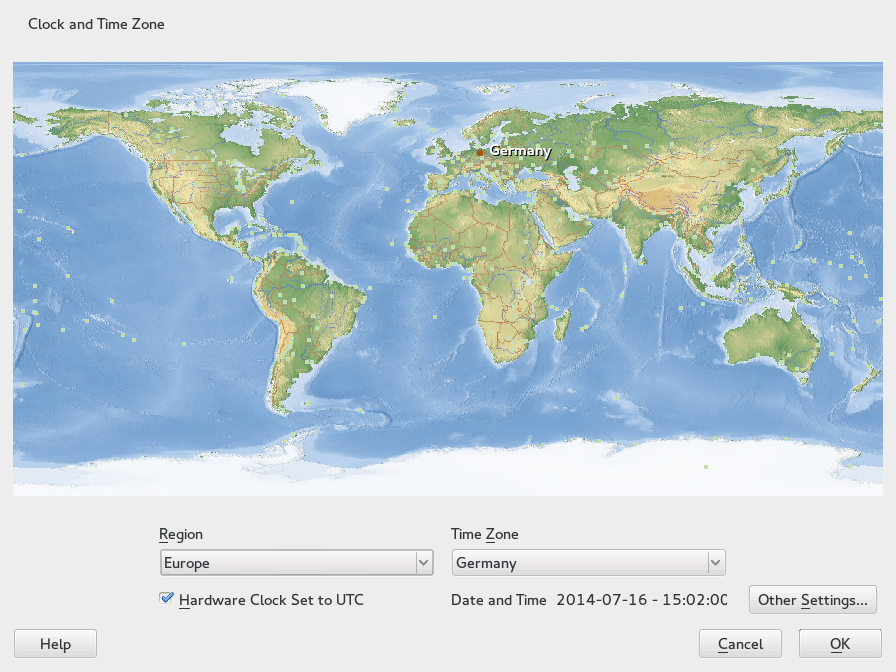 Clock and Time Zone
Germany
Region
Time Zone
Europe
Germany
Hardware Clock Set to UTC
Date and Time 2014-07-16 - 15:02:00
Other Settings...
Help
Cancel
OK